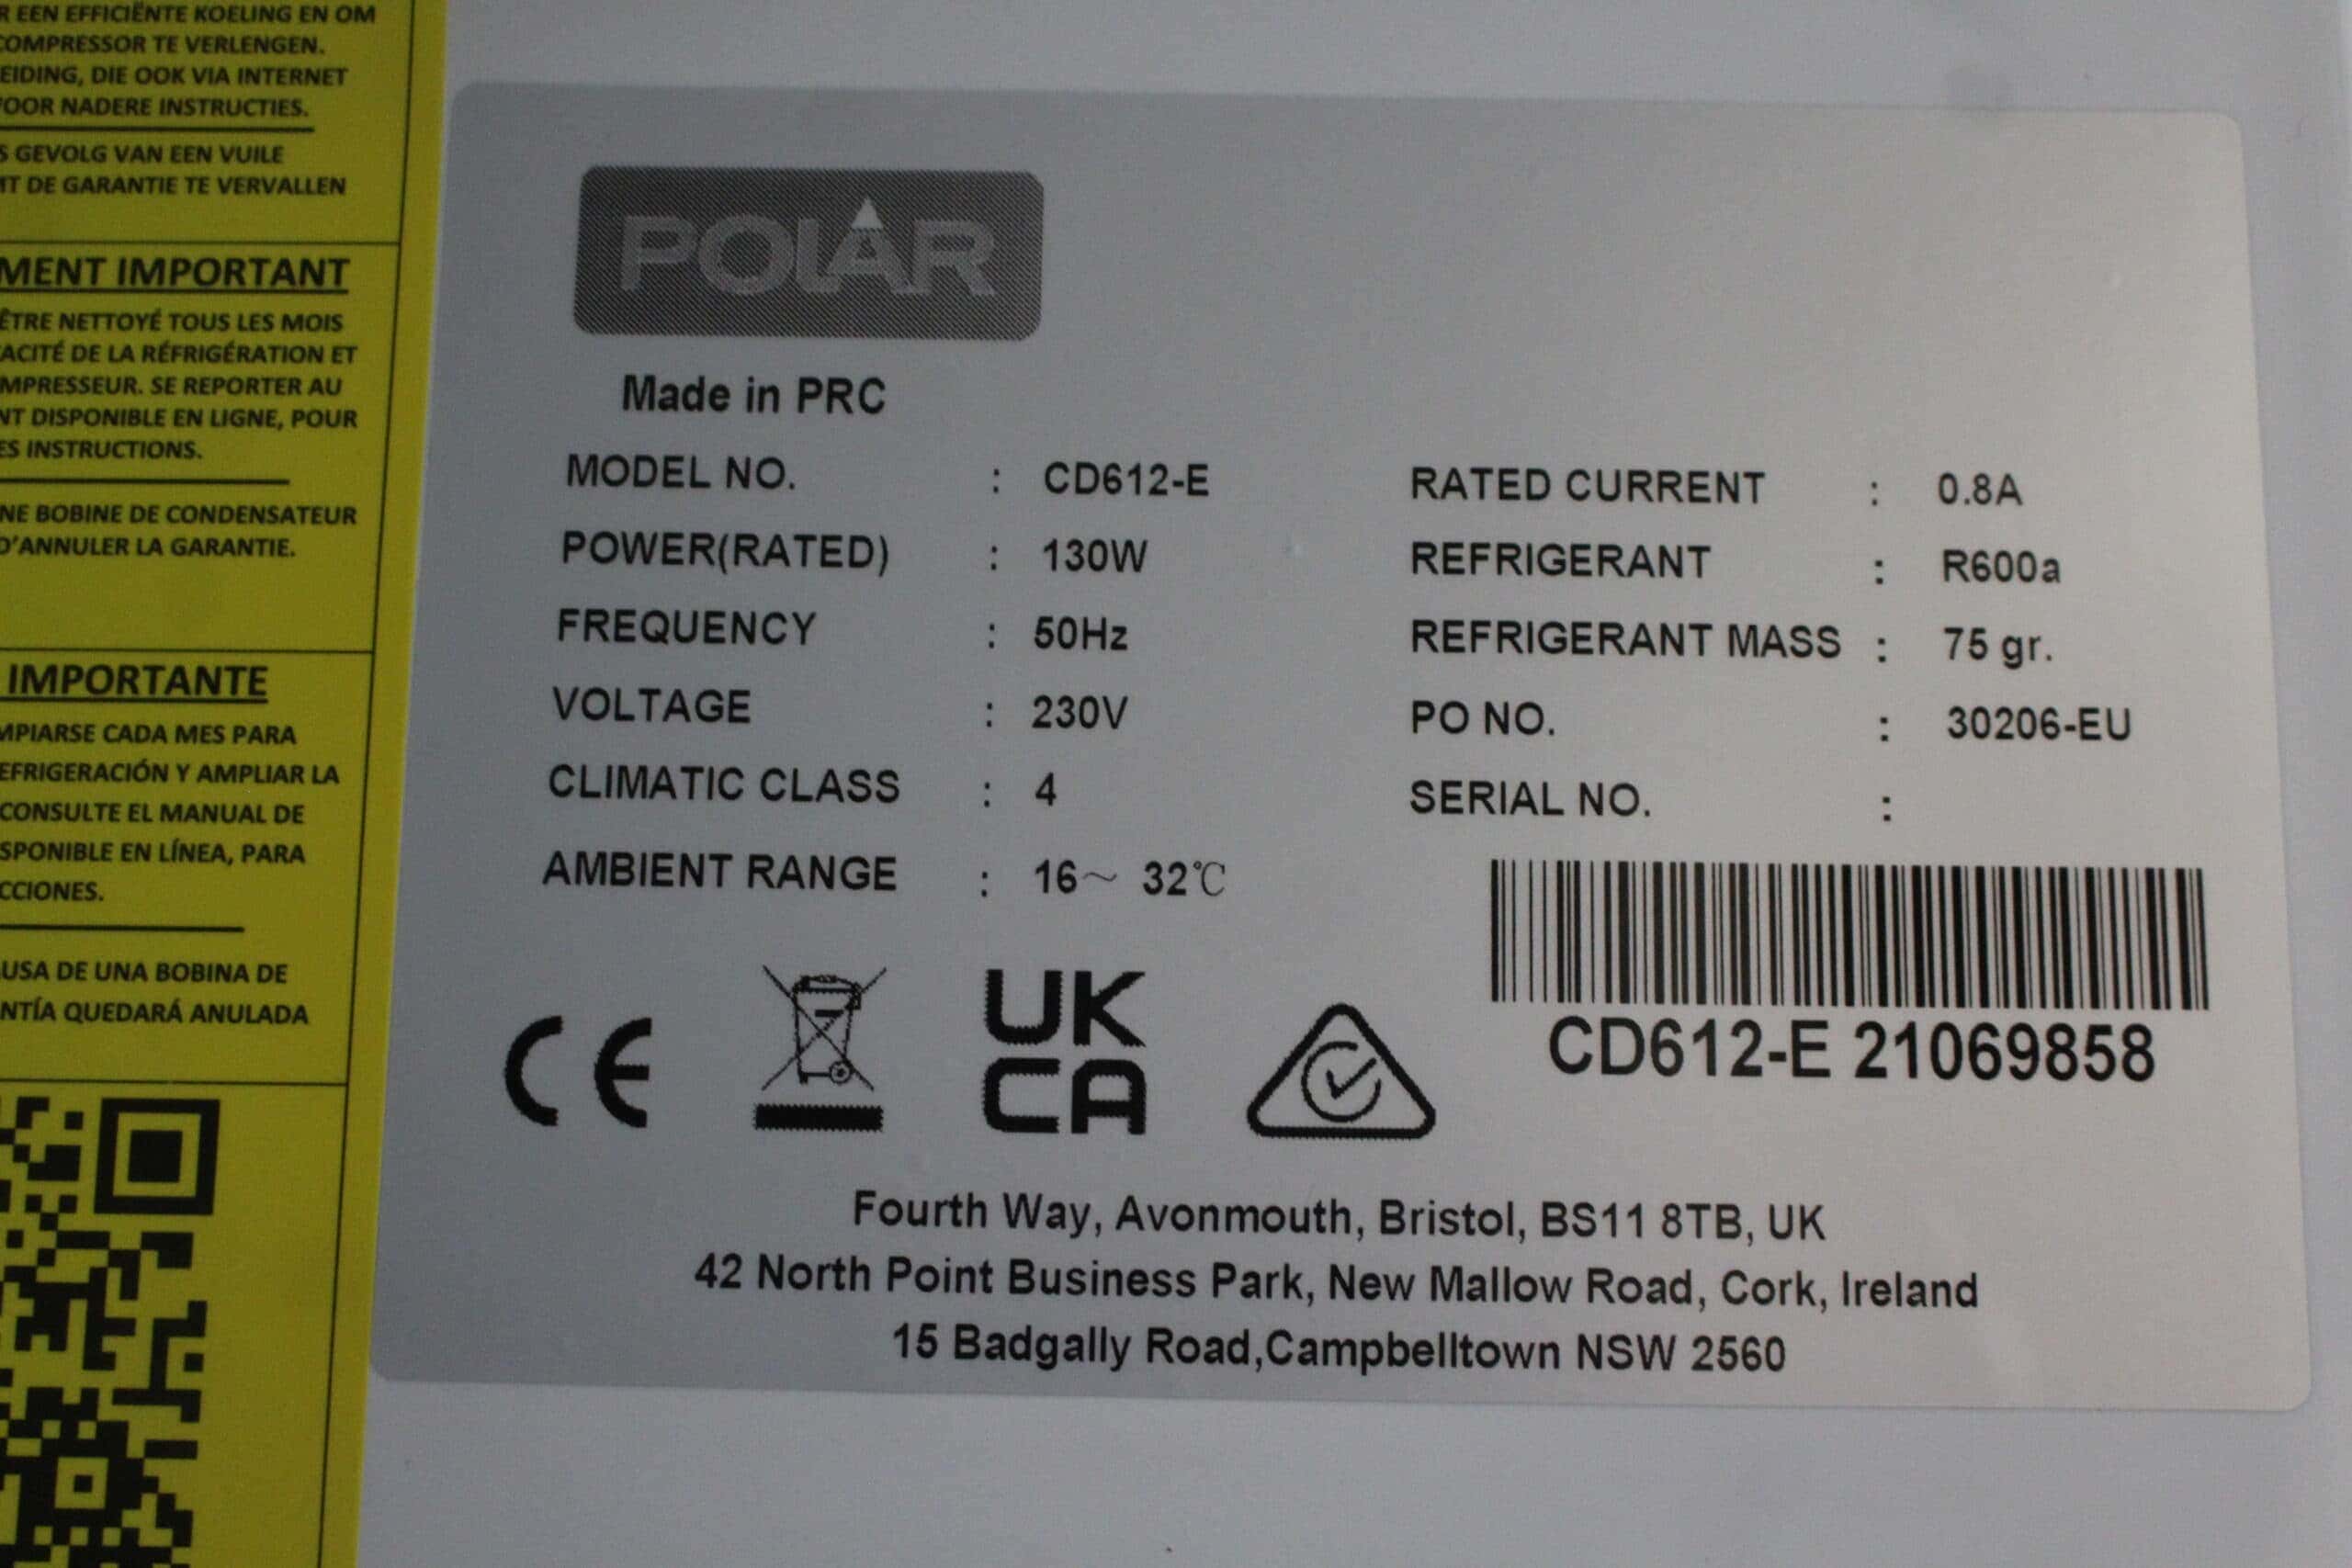 R EEN EFFICIËNTE KOELING EN OM
COMPRESSOR TE VERLENGEN.
EIDING, DIE OOK VIA INTERNET
VOOR NADERE INSTRUCTIES.
S GEVOLG VAN EEN VUILE
MT DE GARANTIE TE VERVALLEN
MENT IMPORTANT
ÊTRE NETTOYÉ TOUS LES MOIS
ACITÉ DE LA RÉFRIGÉRATION ET
MPRESSEUR. SE REPORTER AU
NT DISPONIBLE EN LIGNE, POUR
ES INSTRUCTIONS.
NE BOBINE DE CONDENSATEUR
D'ANNULER LA GARANTIE.
IMPORTANTE
MPIARSE CADA MES PARA
EFRIGERACIÓN Y AMPLIAR LA
CONSULTE EL MANUAL DE
SPONIBLE EN LÍNEA, PARA
CCIONES.
USA DE UNA BOBINA DE
NTÍA QUEDARÁ ANULADA
POLAR
Made in PRC
MODEL NO. : CD612-E RATED CURRENT : 0.8A
POWER(RATED) : 130W REFRIGERANT : R600a
FREQUENCY : 50Hz REFRIGERANT MASS : 75 gr.
VOLTAGE : 230V PO NO. : 30206-EU
CLIMATIC CLASS : 4 SERIAL NO. :
AMBIENT RANGE : 16～ 32℃
CE
UK
CA
CD612-E 21069858
Fourth Way, Avonmouth, Bristol, BS11 8TB, UK
42 North Point Business Park, New Mallow Road, Cork, Ireland
15 Badgally Road,Campbelltown NSW 2560